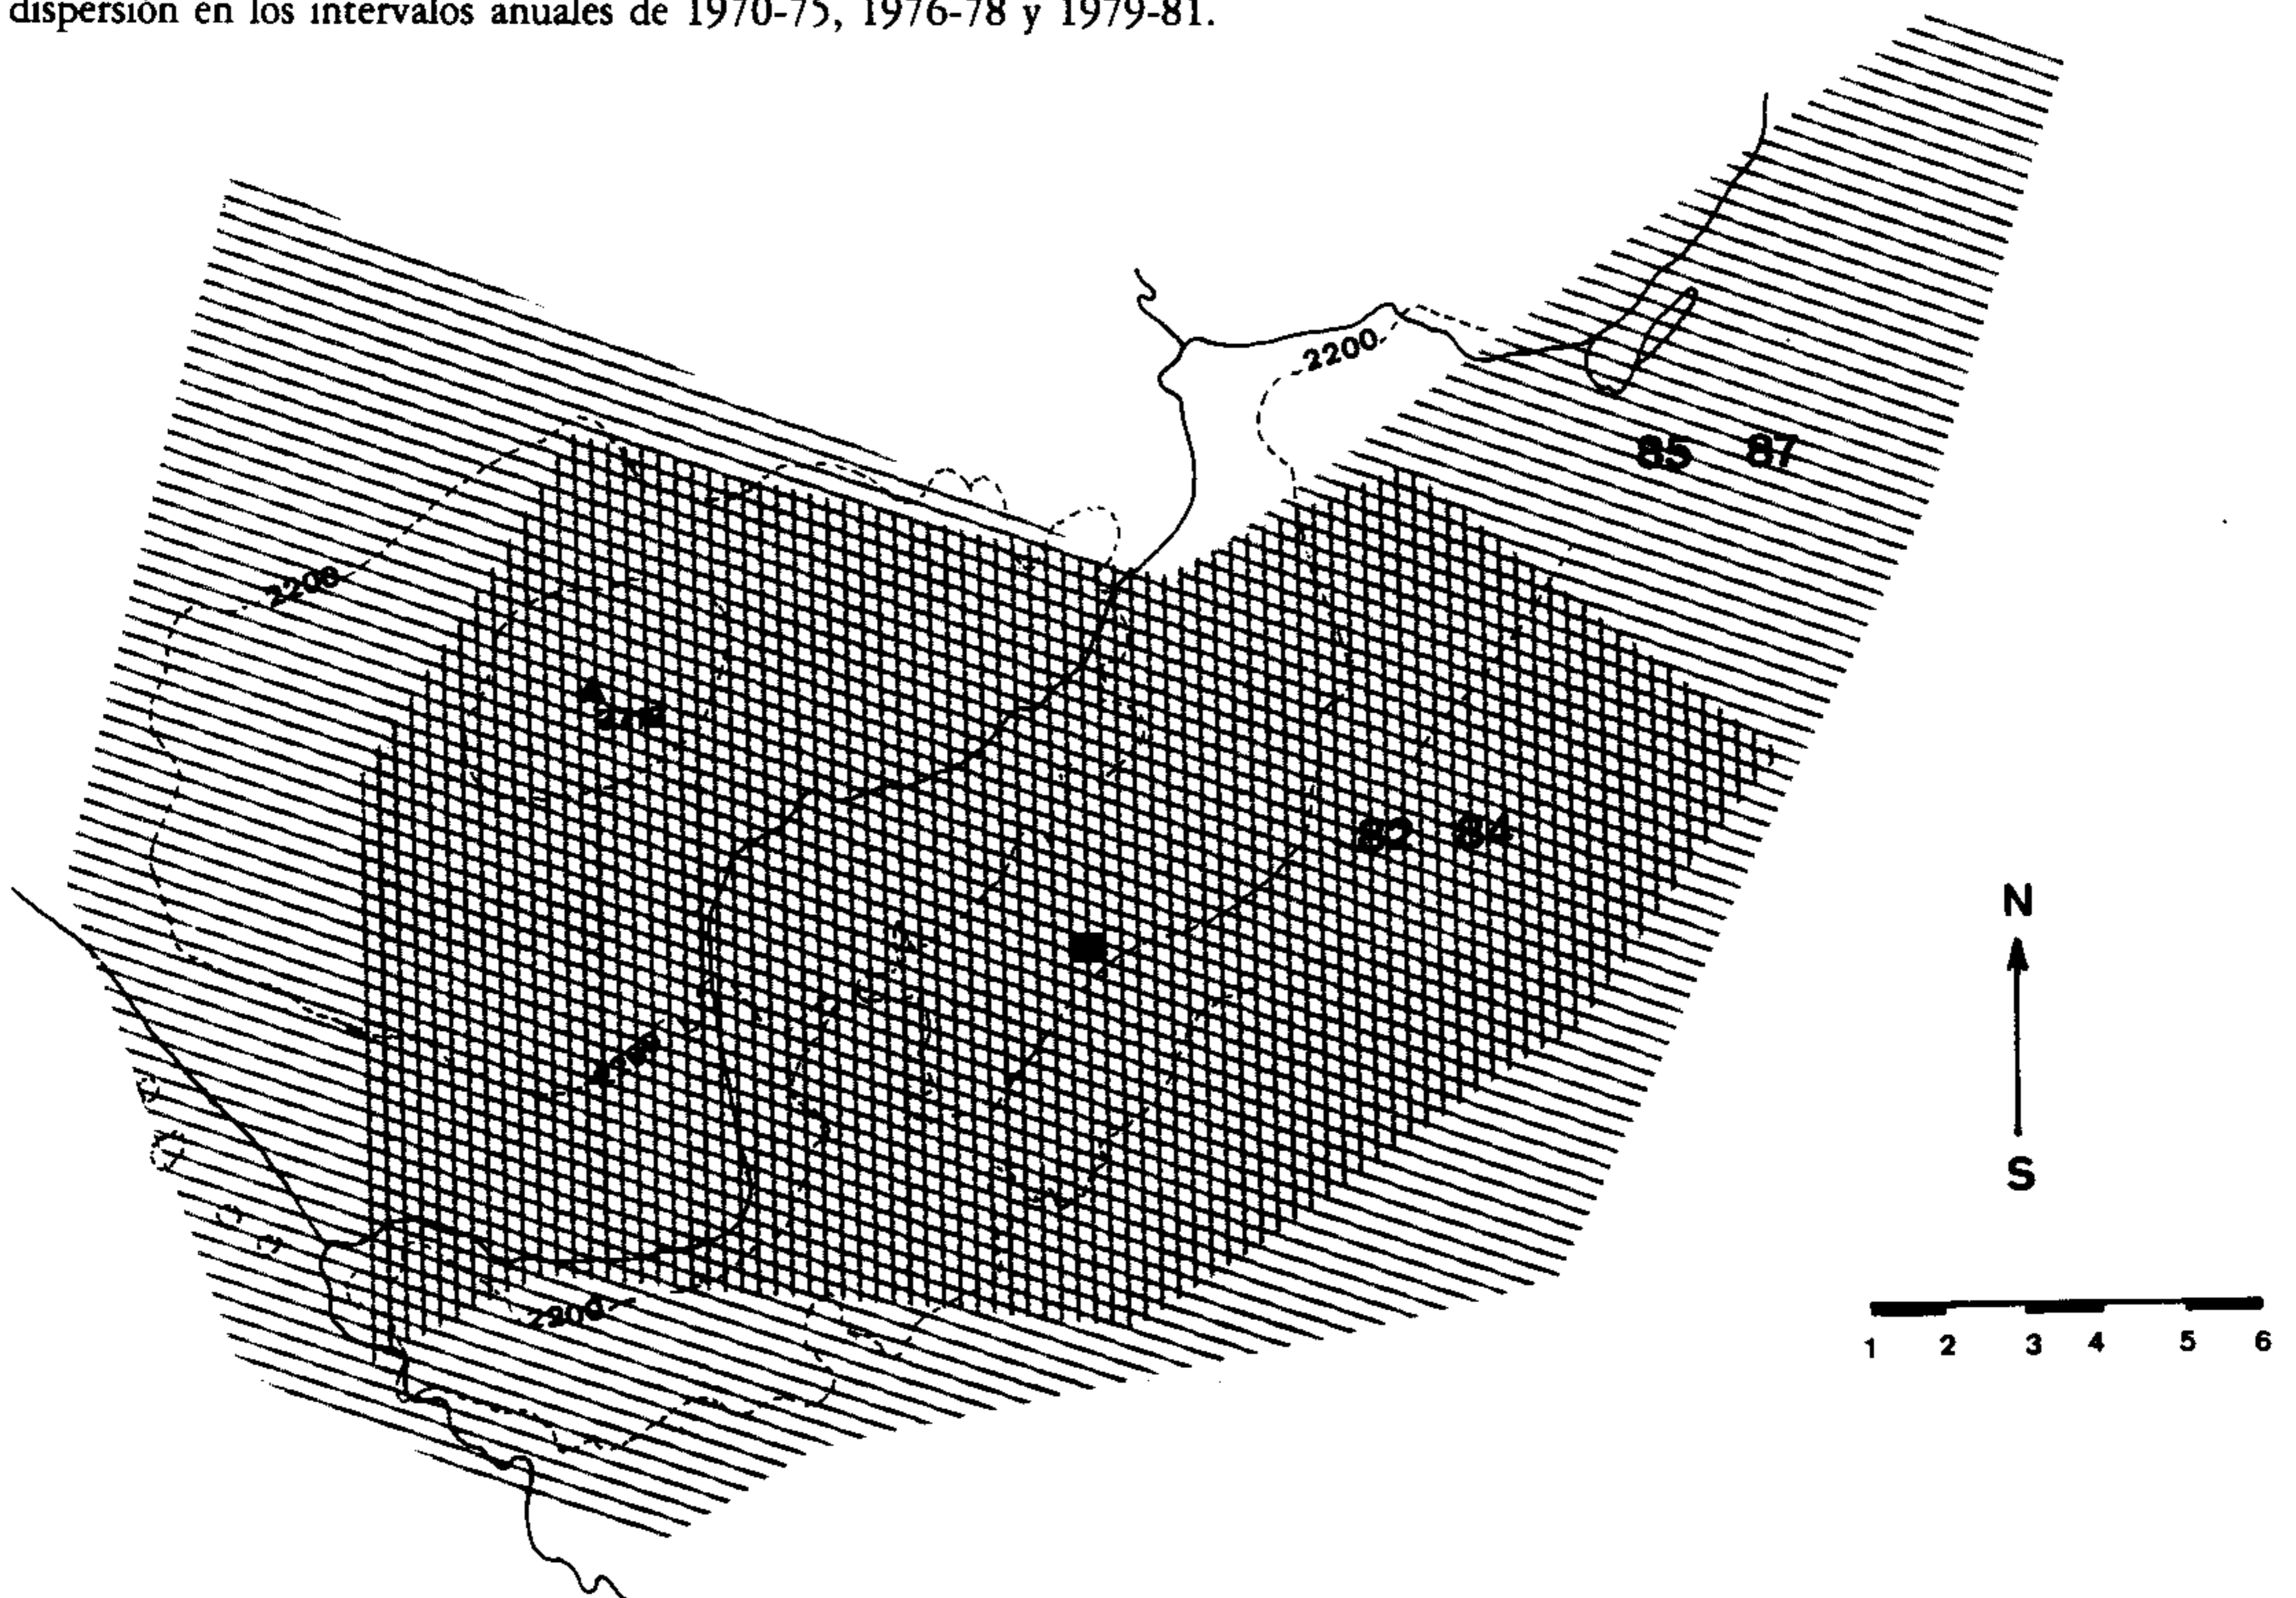 dispersión en los intervalos anuales de 1970-75, 1976-78 y 1979-81.
2200
85 87
2200
A
82 84
N
S
2200
1 2 3 4 5 6